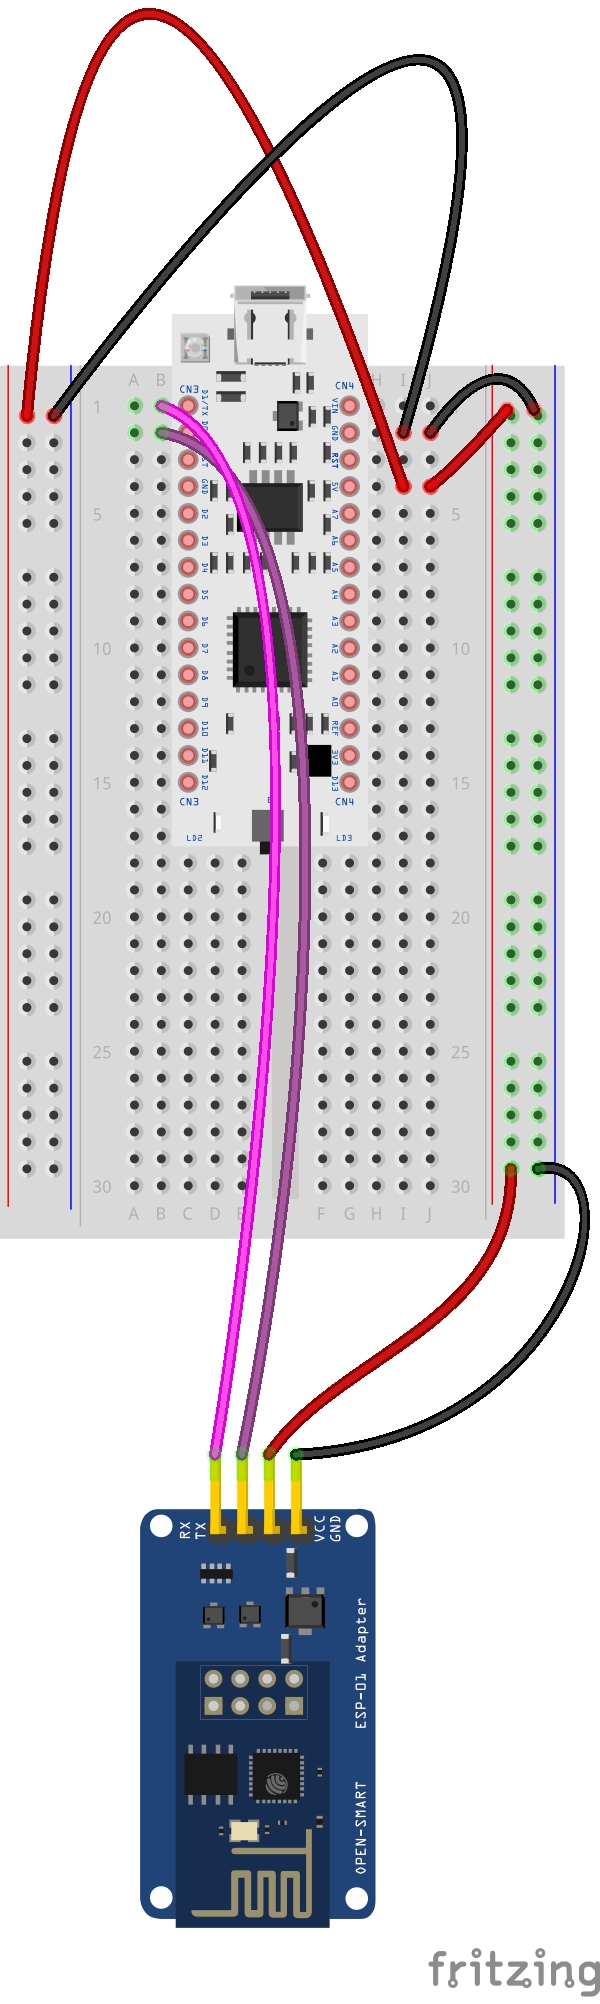 A B H I J
CN3 CN4
1 D1/TX VIN
GND
RST RST
GND 5V
5 D2 A7 5
D3 A6
D4 A5
D5 A4
D6 A3
10 D7 A2 10
D8 A1
D9 A0
D10 REF
D11 3V3
15 D12 D13 15
CN3 CN4
LD2 LD3
20 20
25 25
30 30
A B C D E F G H I J
RX
TX
VCC
GND
ESP-01 Adapter
OPEN-SMART
fritzing